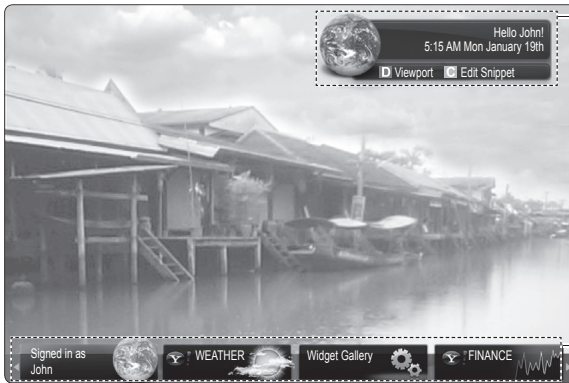 Hello John!
5:15 AM Mon January 19th
D Viewport C Edit Snippet
Signed in as
John
Y! WEATHER
Widget Gallery
Y! FINANCE